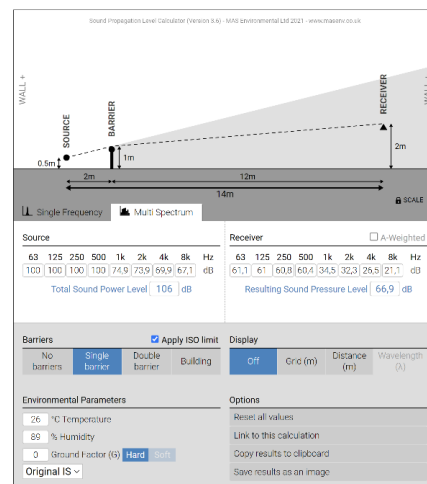 Sound Propagation Level Calculator (Version 3.6) - MAS Environmental Ltd 2021 - www.masenv.co.uk
WALL +
SOURCE
BARRIER
RECEIVER
WALL +
0.5m
1m
2m
2m
12m
14m
SCALE
Single Frequency
Multi Spectrum
Source
63 125 250 500 1k 2k 4k 8k Hz
100 100 100 100 74,9 73,9 69,9 67,1 dB
Total Sound Power Level 106 dB
Receiver
A-Weighted
63 125 250 500 1k 2k 4k 8k Hz
61,1 61 60,8 60,4 34,5 32,3 26,5 21,1 dB
Resulting Sound Pressure Level 66,9 dB
Barriers
Apply ISO limit
No barriers
Single barrier
Double barrier
Building
Display
Off
Grid (m)
Distance (m)
Wavelength (λ)
Environmental Parameters
26 °C Temperature
89 % Humidity
0 Ground Factor (G) Hard Soft
Original IS
Options
Reset all values
Link to this calculation
Copy results to clipboard
Save results as an image